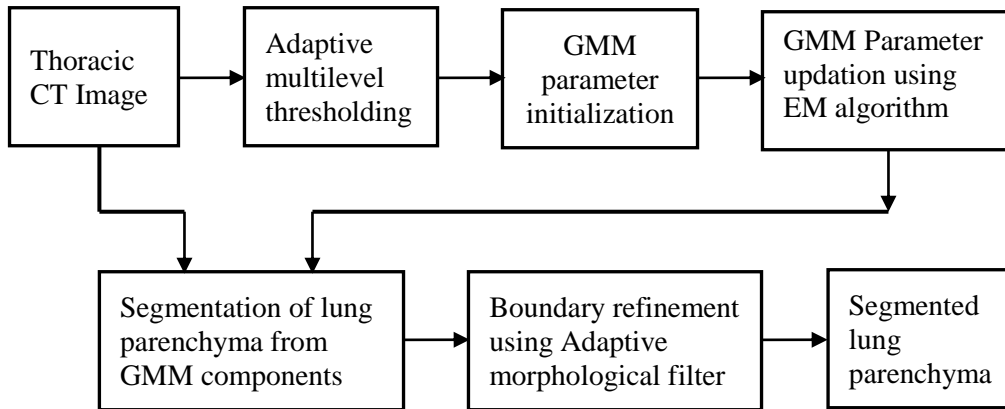 Thoracic
CT Image
Adaptive
multilevel
thresholding
GMM
parameter
initialization
GMM Parameter
updation using
EM algorithm
Segmentation of lung
parenchyma from
GMM components
Boundary refinement
using Adaptive
morphological filter
Segmented
lung
parenchyma